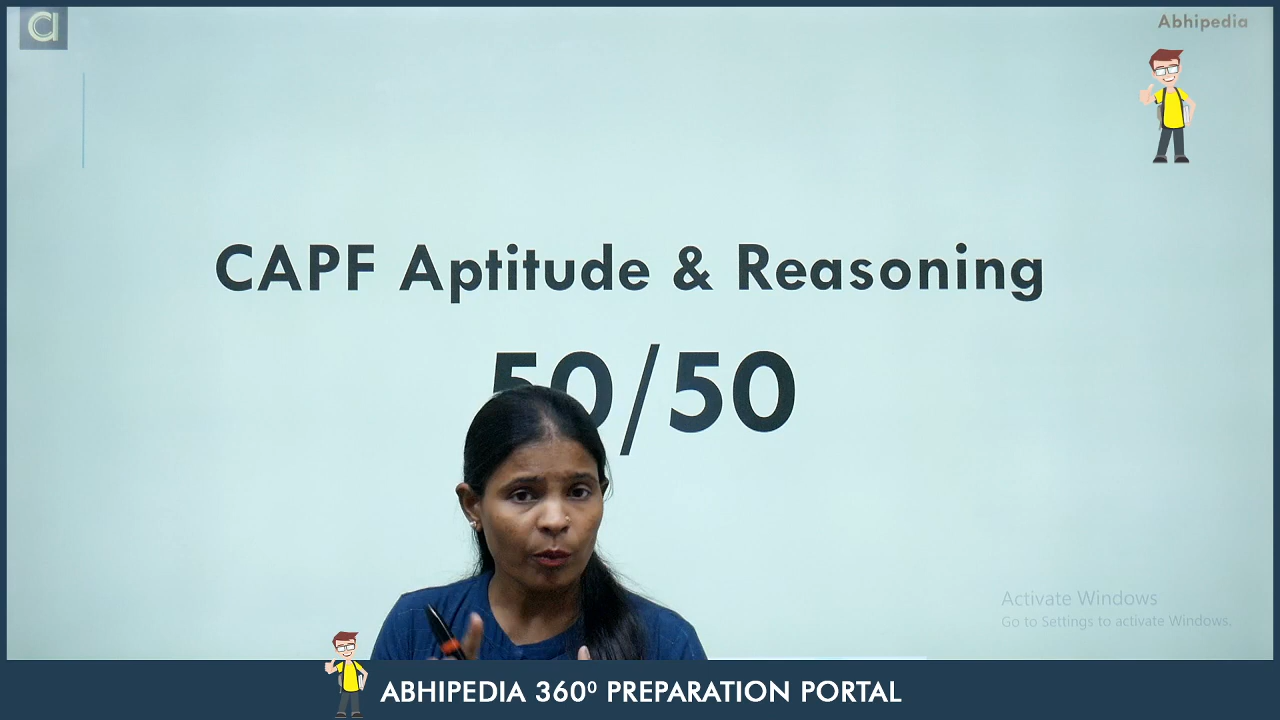 Abhipedia
CAPF Aptitude & Reasoning
50/50
Activate Windows
Go to Settings to activate Windows.
ABHIPEDIA 360⁰ PREPARATION PORTAL